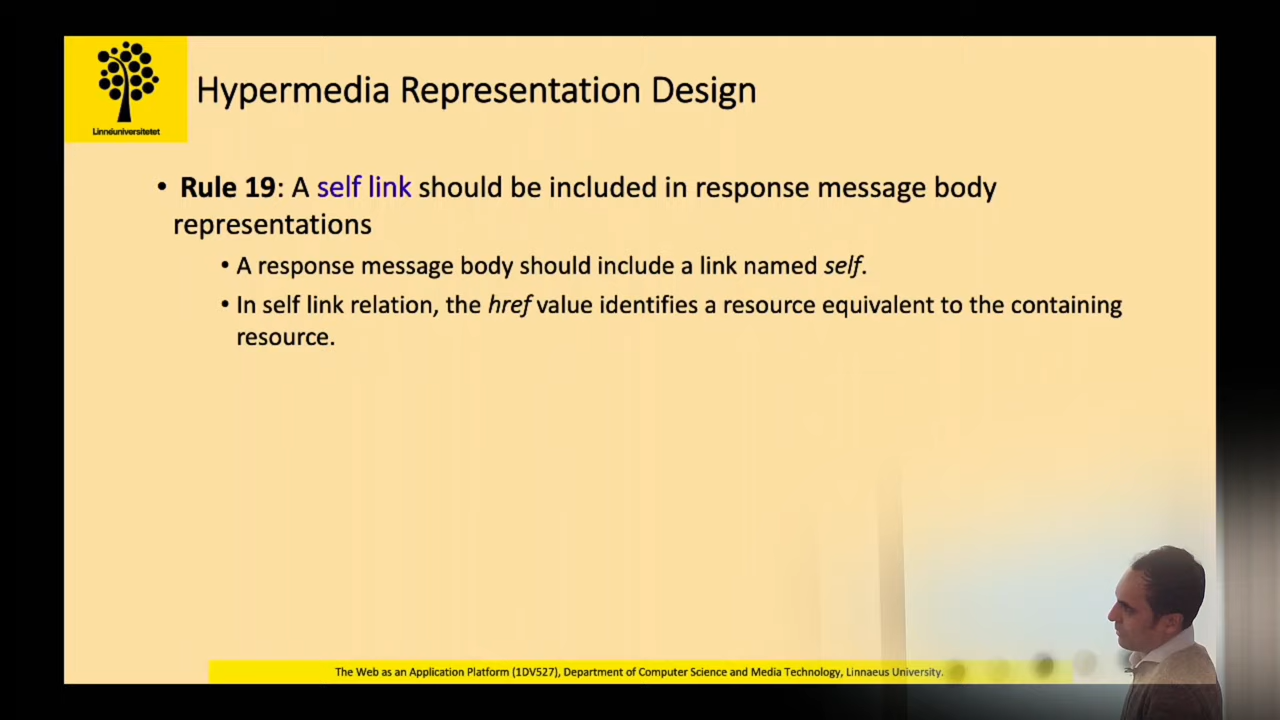 Linnéuniversitetet
Hypermedia Representation Design
• Rule 19: A self link should be included in response message body
representations
• A response message body should include a link named self.
• In self link relation, the href value identifies a resource equivalent to the containing
resource.
The Web as an Application Platform (1DV527), Department of Computer Science and Media Technology, Linnaeus University.